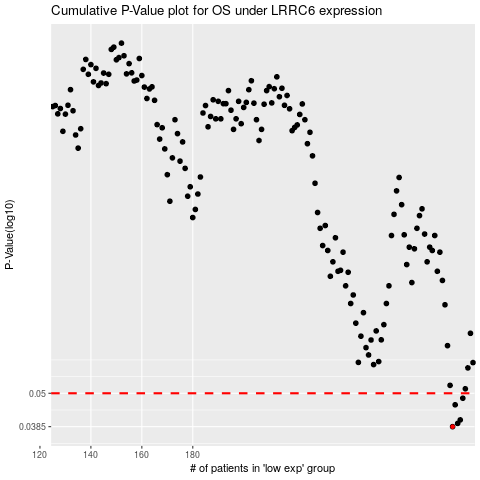 Cumulative P-Value plot for OS under LRRC6 expression
P-Value(log10)
0.05
0.0385
120 140 160 180
# of patients in 'low exp' group